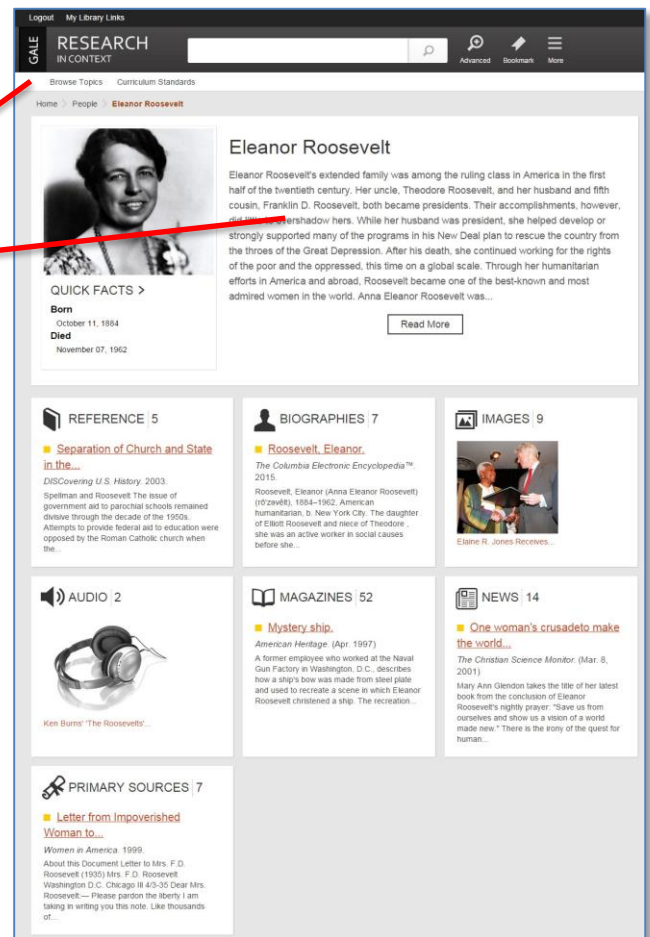 Logout My Library Links
GALE
RESEARCH
IN CONTEXT
Advanced Bookmark More
Browse Topics Curriculum Standards
Home > People > Eleanor Roosevelt
Eleanor Roosevelt
Eleanor Roosevelt's extended family was among the ruling class in America in the first
half of the twentieth century. Her uncle, Theodore Roosevelt, and her husband and fifth
cousin, Franklin D. Roosevelt, both became presidents. Their accomplishments, however,
did little to overshadow hers. While her husband was president, she helped develop or
strongly supported many of the programs in his New Deal plan to rescue the country from
the throes of the Great Depression. After his death, she continued working for the rights
of the poor and the oppressed, this time on a global scale. Through her humanitarian
efforts in America and abroad, Roosevelt became one of the best-known and most
admired women in the world. Anna Eleanor Roosevelt was...
Read More
QUICK FACTS >
Born
October 11, 1884
Died
November 07, 1962
REFERENCE 5
Separation of Church and State
in the...
DISCovering U.S. History. 2003.
Spellman and Roosevelt The issue of
government aid to parochial schools remained
divisive through the decade of the 1950s.
Attempts to provide federal aid to education were
opposed by the Roman Catholic church when
the...
BIOGRAPHIES 7
Roosevelt, Eleanor.
The Columbia Electronic Encyclopedia™.
2015.
Roosevelt, Eleanor (Anna Eleanor Roosevelt)
(rō'zəvĕlt), 1884–1962, American
humanitarian, b. New York City. The daughter
of Elliott Roosevelt and niece of Theodore ,
she was an active worker in social causes
before she...
IMAGES 9
Elaine R. Jones Receives...
AUDIO 2
Ken Burns' 'The Roosevelts'...
MAGAZINES 52
Mystery ship.
American Heritage. (Apr. 1997)
A former employee who worked at the Naval
Gun Factory in Washington, D.C., describes
how a ship's bow was made from steel plate
and used to recreate a scene in which Eleanor
Roosevelt christened a ship. The recreation...
NEWS 14
One woman's crusadeto make
the world...
The Christian Science Monitor. (Mar. 8,
2001)
Mary Ann Glendon takes the title of her latest
book from the conclusion of Eleanor
Roosevelt's nightly prayer: "Save us from
ourselves and show us a vision of a world
made new." There is the irony of the quest for
human...
PRIMARY SOURCES 7
Letter from Impoverished
Woman to...
Women in America. 1999.
About this Document Letter to Mrs. F.D.
Roosevelt (1935) Mrs. F.D. Roosevelt
Washington D.C. Chicago Ill 4/3-35 Dear Mrs.
Roosevelt:— Please pardon the liberty I am
taking in writing you this note. Like thousands
of...